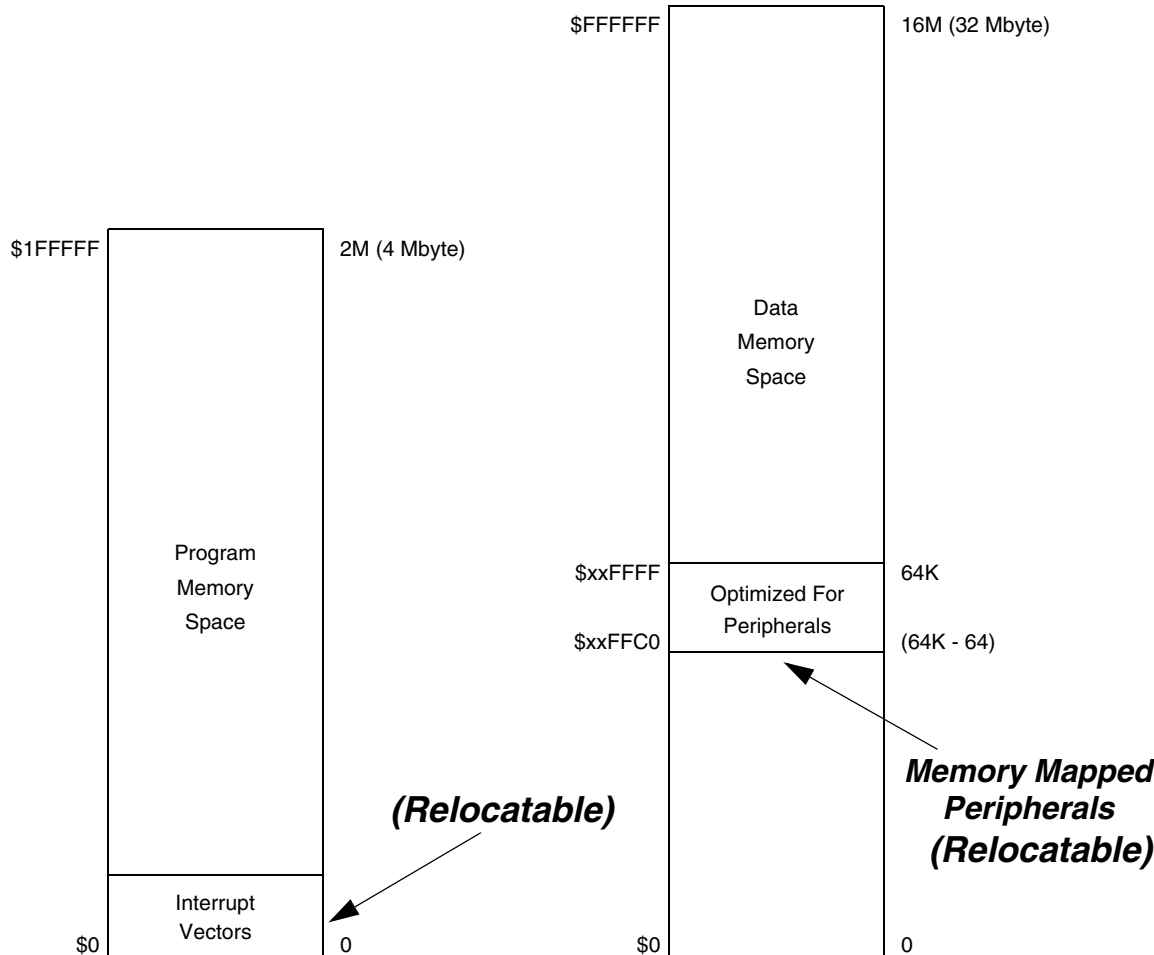 $FFFFFF
16M (32 Mbyte)
$1FFFFF
2M (4 Mbyte)
Data
Memory
Space
Program
Memory
Space
$xxFFFF
64K
Optimized For
Peripherals
$xxFFC0
(64K - 64)
Memory Mapped
Peripherals
(Relocatable)
(Relocatable)
Interrupt
Vectors
$0
0
$0
0